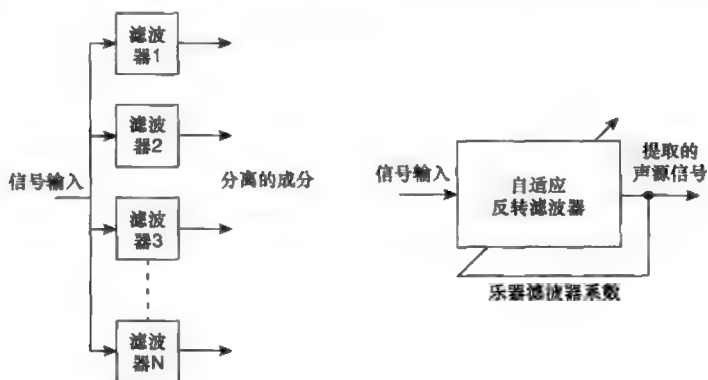 滤波
器1
滤波
器2
信号输入
分离的成分
滤波
器3
滤波
器N
信号输入
自适应
反转滤波器
提取的
声源信号
乐器滤波器系数